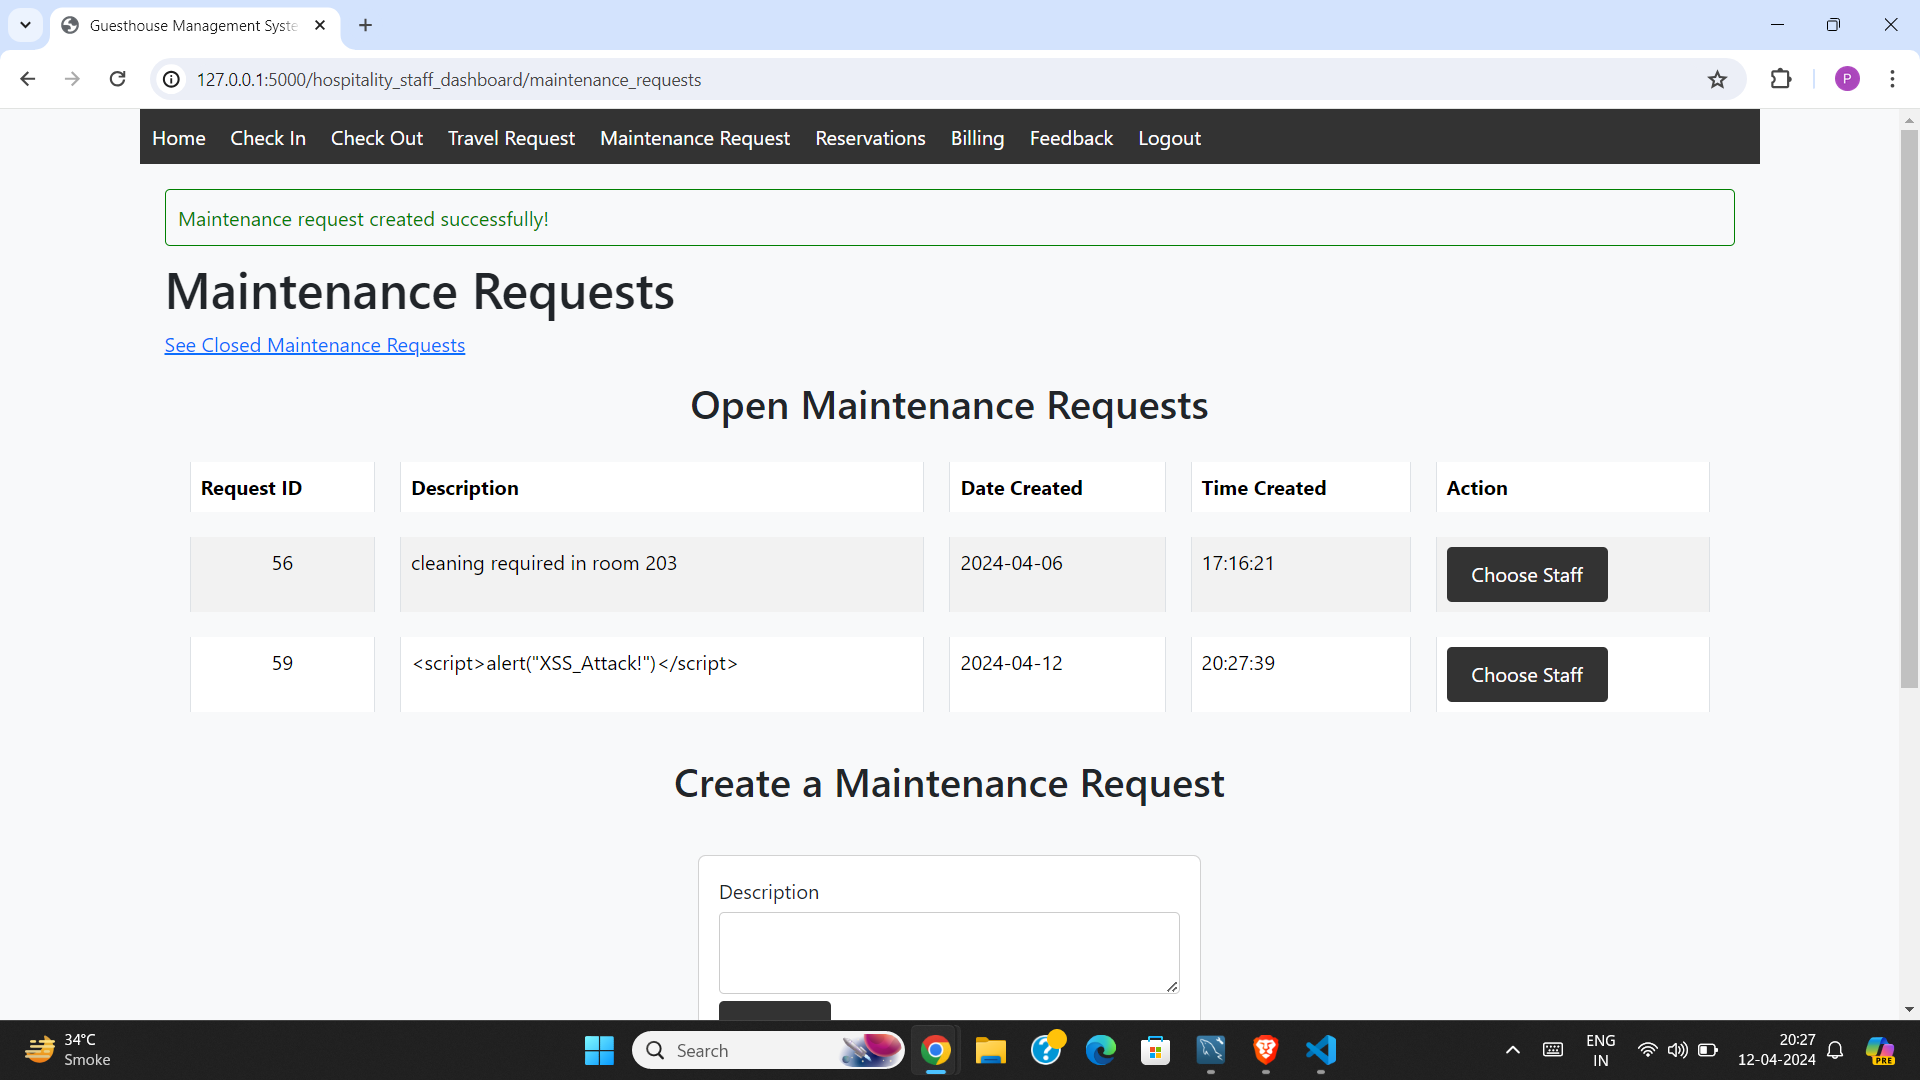 Guesthouse Management Syste
127.0.0.1:5000/hospitality_staff_dashboard/maintenance_requests
P
Home Check In Check Out Travel Request Maintenance Request Reservations Billing Feedback Logout
Maintenance request created successfully!
Maintenance Requests
See Closed Maintenance Requests
Open Maintenance Requests
Request ID Description Date Created Time Created Action
56 cleaning required in room 203 2024-04-06 17:16:21 Choose Staff
59 <script>alert("XSS_Attack!")</script> 2024-04-12 20:27:39 Choose Staff
Create a Maintenance Request
Description
34°C
Smoke
Search
ENG
IN
20:27
12-04-2024
PRE